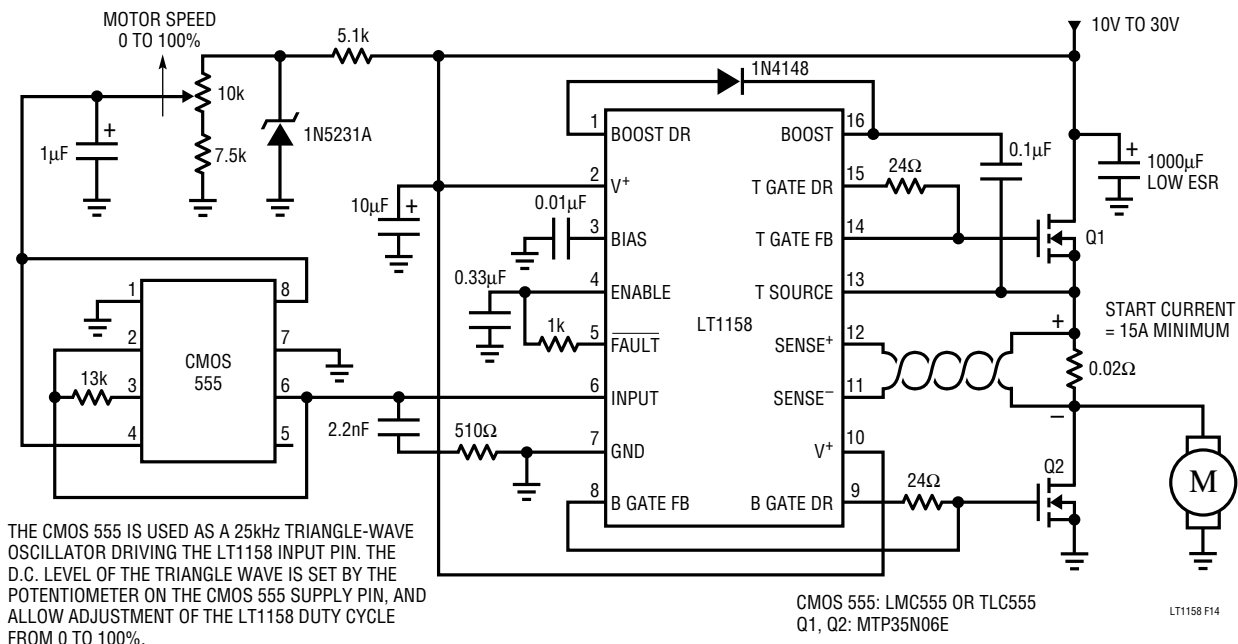 MOTOR SPEED
0 TO 100%
5.1k
10V TO 30V
10k
1N5231A
7.5k
1µF
+
1N4148
1
BOOST DR
BOOST
16
0.1µF
+
1000µF
LOW ESR
2
V+
T GATE DR
15
24Ω
10µF
+
0.01µF
3
BIAS
T GATE FB
14
Q1
0.33µF
4
ENABLE
T SOURCE
13
LT1158
1k
5
FAULT
SENSE+
12
+
START CURRENT
= 15A MINIMUM
0.02Ω
6
INPUT
SENSE−
11
−
2.2nF
510Ω
7
GND
V+
10
8
B GATE FB
B GATE DR
9
24Ω
Q2
M
1
8
2
7
CMOS
555
13k
3
6
4
5
THE CMOS 555 IS USED AS A 25kHz TRIANGLE-WAVE
OSCILLATOR DRIVING THE LT1158 INPUT PIN. THE
D.C. LEVEL OF THE TRIANGLE WAVE IS SET BY THE
POTENTIOMETER ON THE CMOS 555 SUPPLY PIN, AND
ALLOW ADJUSTMENT OF THE LT1158 DUTY CYCLE
FROM 0 TO 100%.
CMOS 555: LMC555 OR TLC555
Q1, Q2: MTP35N06E
LT1158 F14